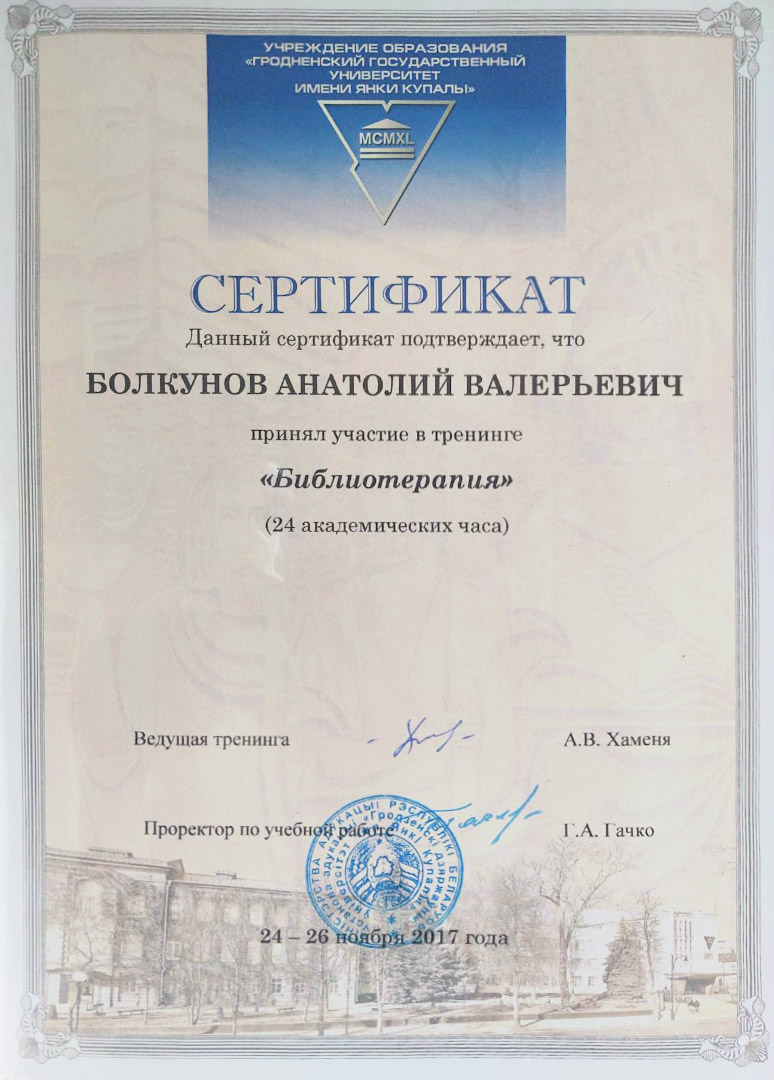 УЧРЕЖДЕНИЕ ОБРАЗОВАНИЯ
«ГРОДНЕНСКИЙ ГОСУДАРСТВЕННЫЙ
УНИВЕРСИТЕТ
ИМЕНИ ЯНКИ КУПАЛЫ»
MCMXL
СЕРТИФИКАТ
Данный сертификат подтверждает, что
БОЛКУНОВ АНАТОЛИЙ ВАЛЕРЬЕВИЧ
принял участие в тренинге
«Библиотерапия»
(24 академических часа)
Ведущая тренинга А.В. Хаменя
Проректор по учебной работе Г.А. Гачко
АДУКАЦЫІ РЭСПУБЛІКІ БЕЛАРУСЬ
«Гродзенскі дзяржаўны
імя Янкі Купалы»
24 – 26 ноября 2017 года